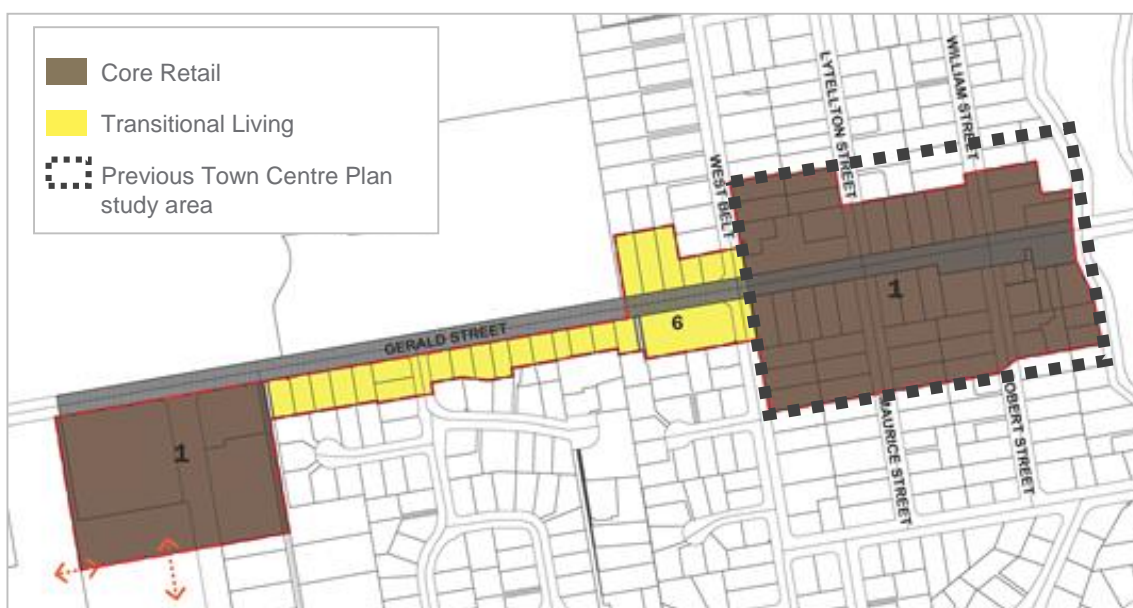 Core Retail
Transitional Living
Previous Town Centre Plan
study area
LYTELLTON STREET
WILLIAM STREET
WEST BELT
1
6
GERALD STREET
1
MAURICE STREET
OBERT STREET